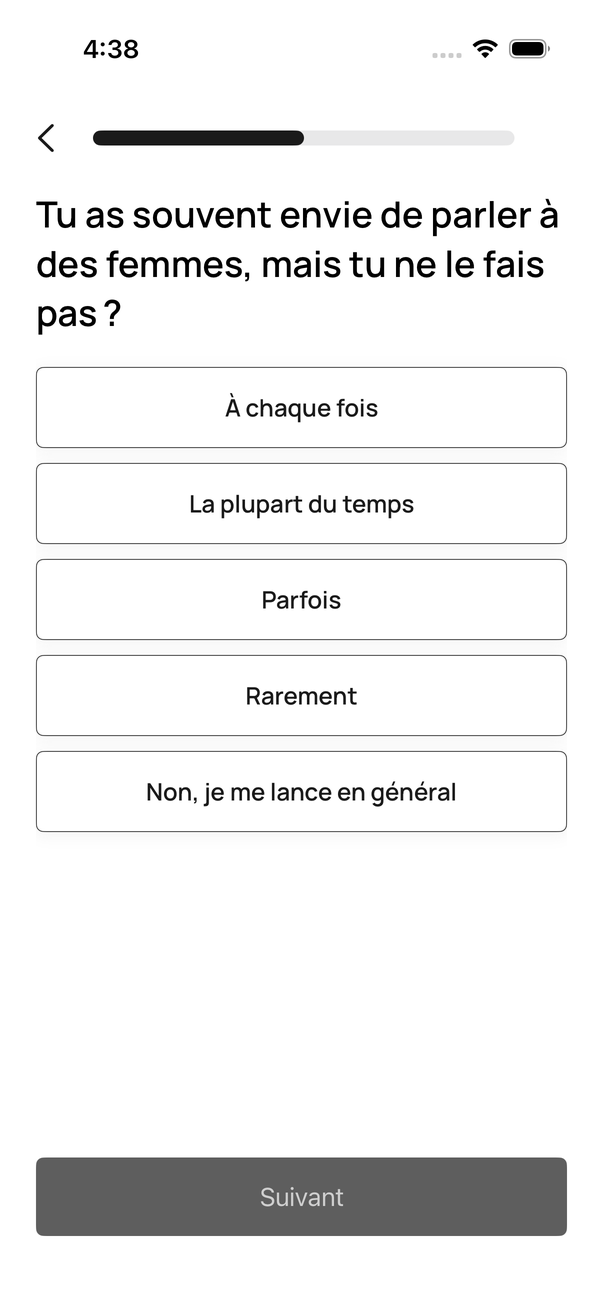 4:38
Tu as souvent envie de parler à
des femmes, mais tu ne le fais
pas ?
À chaque fois
La plupart du temps
Parfois
Rarement
Non, je me lance en général
Suivant